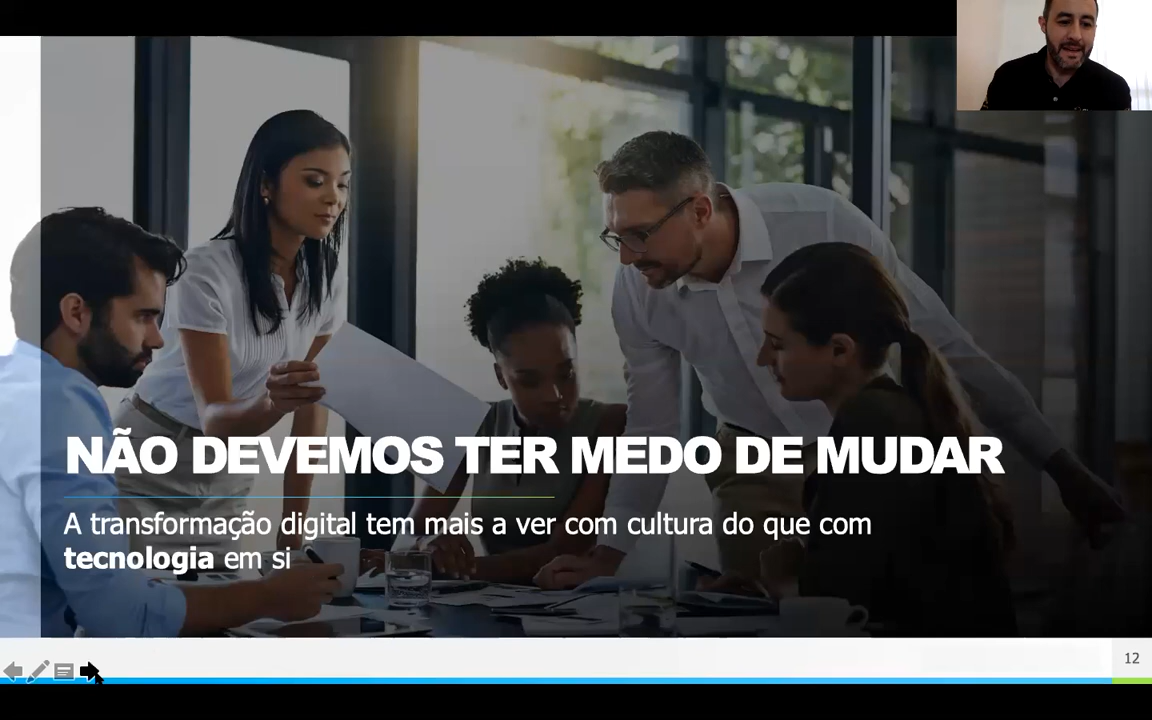 NÃO DEVEMOS TER MEDO DE MUDAR
A transformação digital tem mais a ver com cultura do que com
tecnologia em si
12